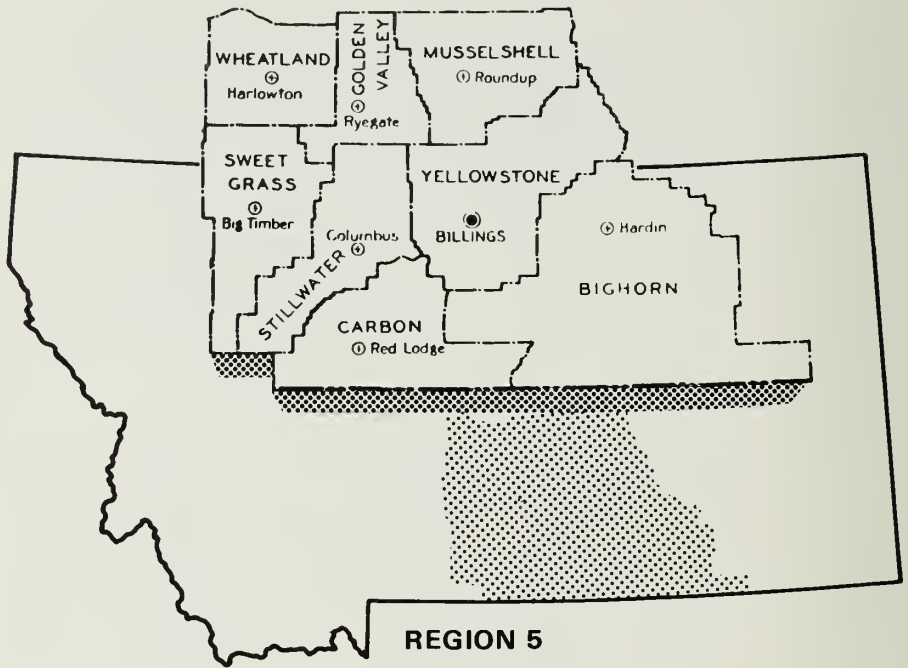 WHEATLAND
Harlowton
GOLDEN
VALLEY
Ryegate
MUSSELSHELL
Roundup
SWEET
GRASS
Big Timber
YELLOWSTONE
BILLINGS
Columbus
STILLWATER
Hardin
BIGHORN
CARBON
Red Lodge
REGION 5